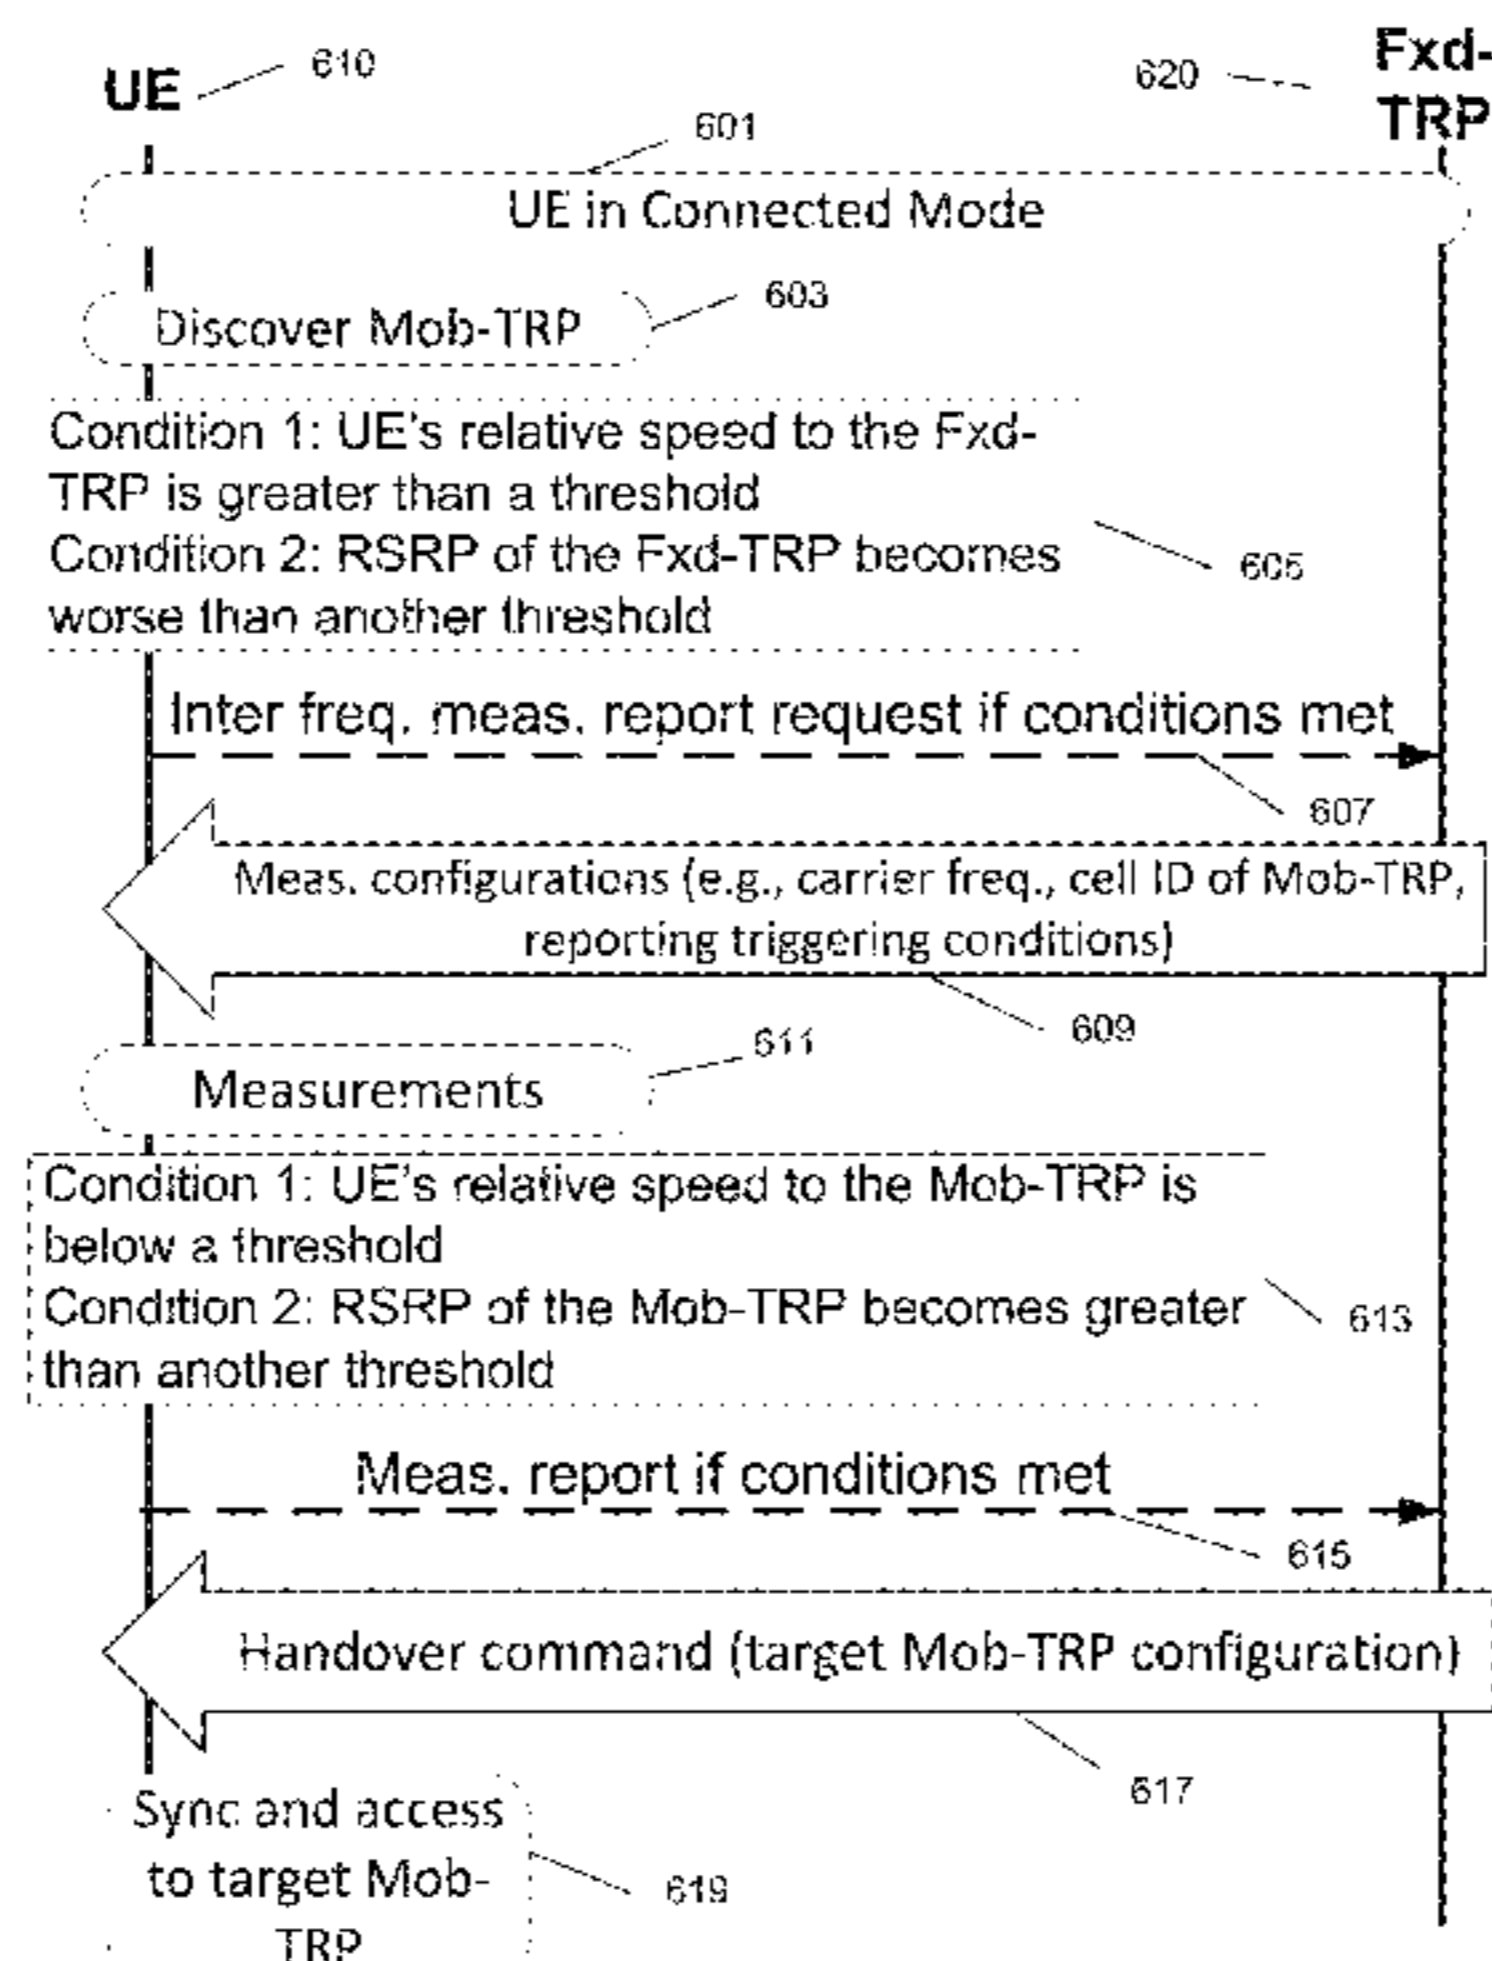 UE
610
620
Fxd-
TRP
601
UE in Connected Mode
603
Discover Mob-TRP
Condition 1: UE's relative speed to the Fxd-
TRP is greater than a threshold
Condition 2: RSRP of the Fxd-TRP becomes
worse than another threshold
605
Inter freq. meas. report request if conditions met
607
Meas. configurations (e.g., carrier freq., cell ID of Mob-TRP,
reporting triggering conditions)
609
611
Measurements
Condition 1: UE's relative speed to the Mob-TRP is
below a threshold
Condition 2: RSRP of the Mob-TRP becomes greater
than another threshold
613
Meas. report if conditions met
615
Handover command (target Mob-TRP configuration)
617
Sync and access
to target Mob-
TRP
619